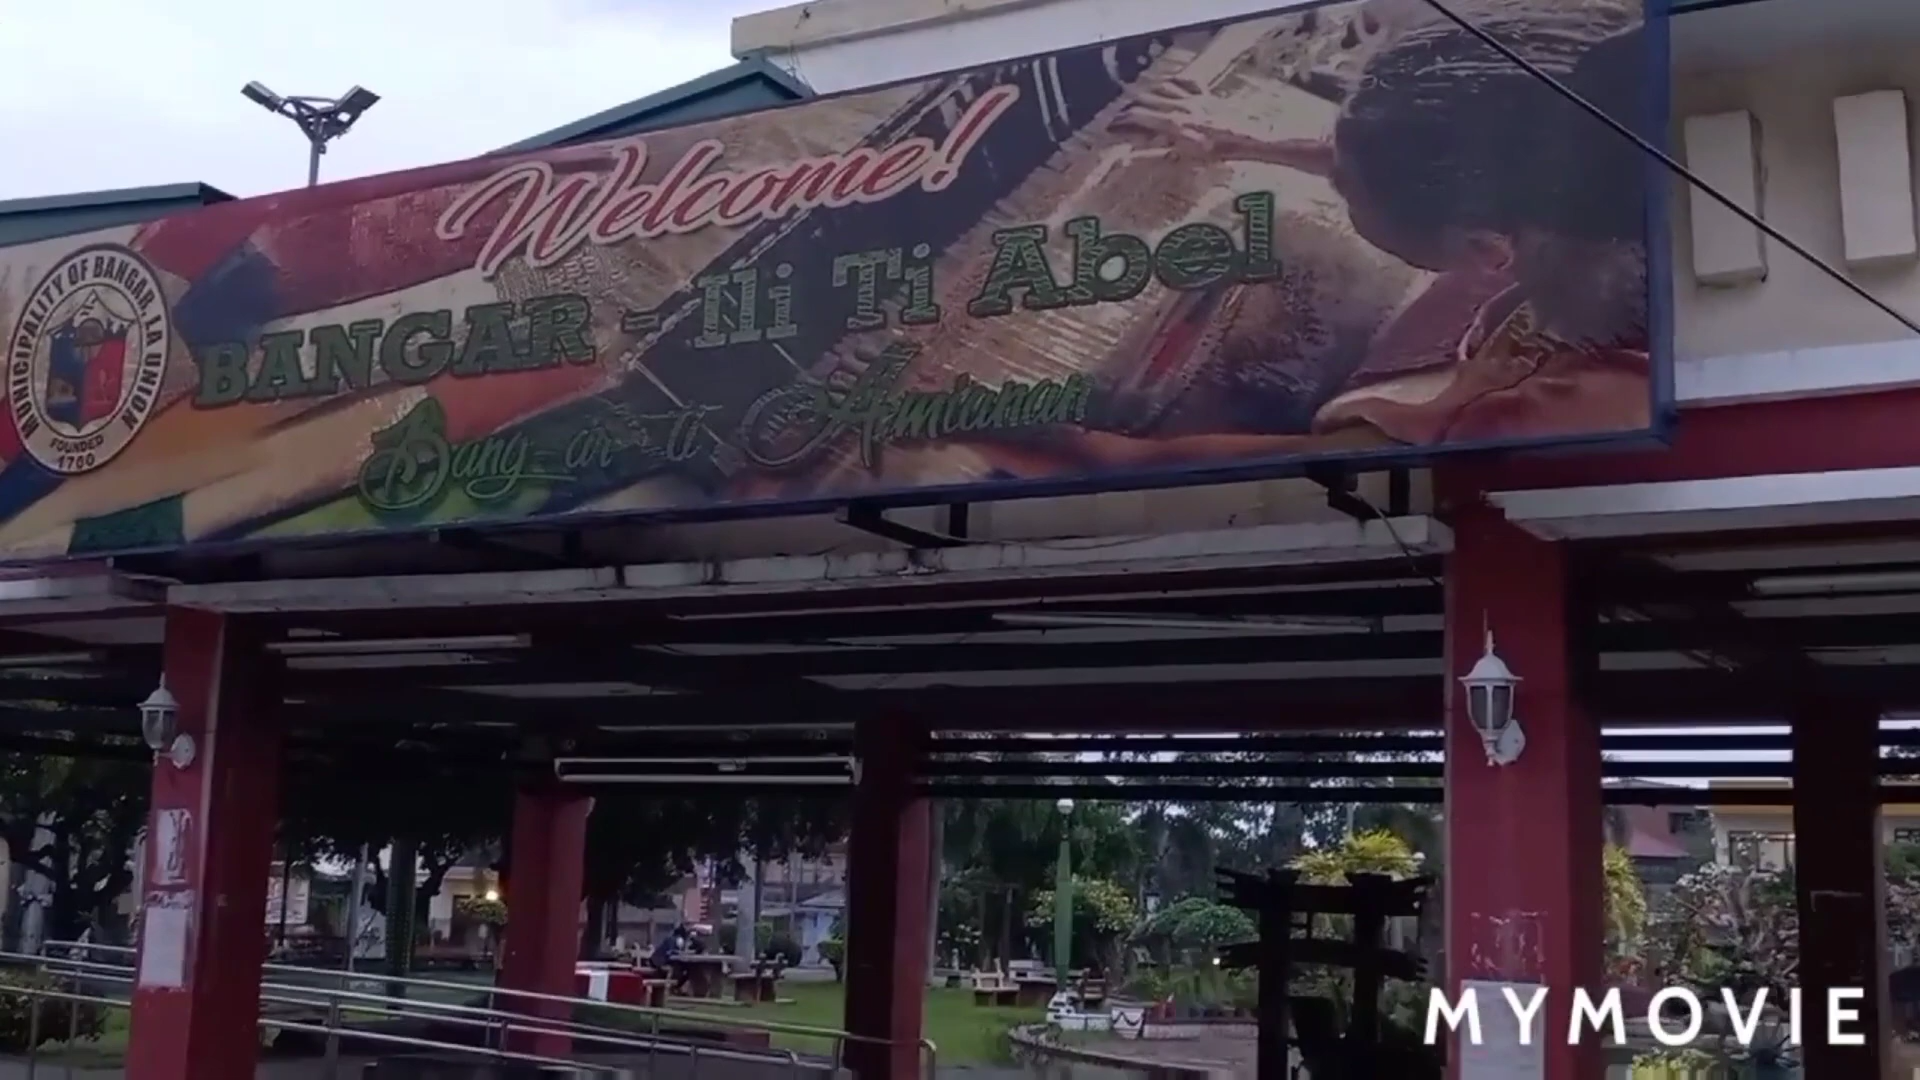 Welcome!
BANGAR - Ili Ti Abel
Bang-ar ti Amianan
MUNICIPALITY OF BANGAR, LA UNION
FOUNDED
1700
MYMOVIE